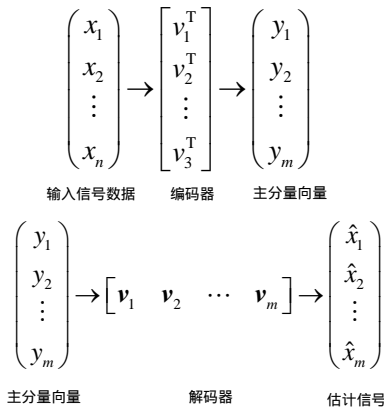 x₁ v₁ᵀ y₁
x₂ → v₂ᵀ → y₂
⋮ ⋮ ⋮
xₙ v₃ᵀ yₘ
输入信号数据 编码器 主分量向量
y₁ x̂₁
y₂ → [v₁ v₂ ⋯ vₘ] → x̂₂
⋮ ⋮
yₘ x̂ₘ
主分量向量 解码器 估计信号